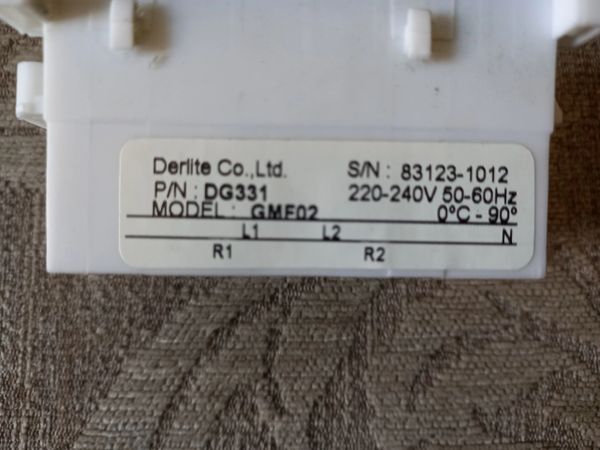 Derlite Co.,Ltd. S/N : 83123-1012
P/N : DG331 220-240V 50-60Hz
MODEL : GMF02 0°C - 90°
L1 L2 N
R1 R2